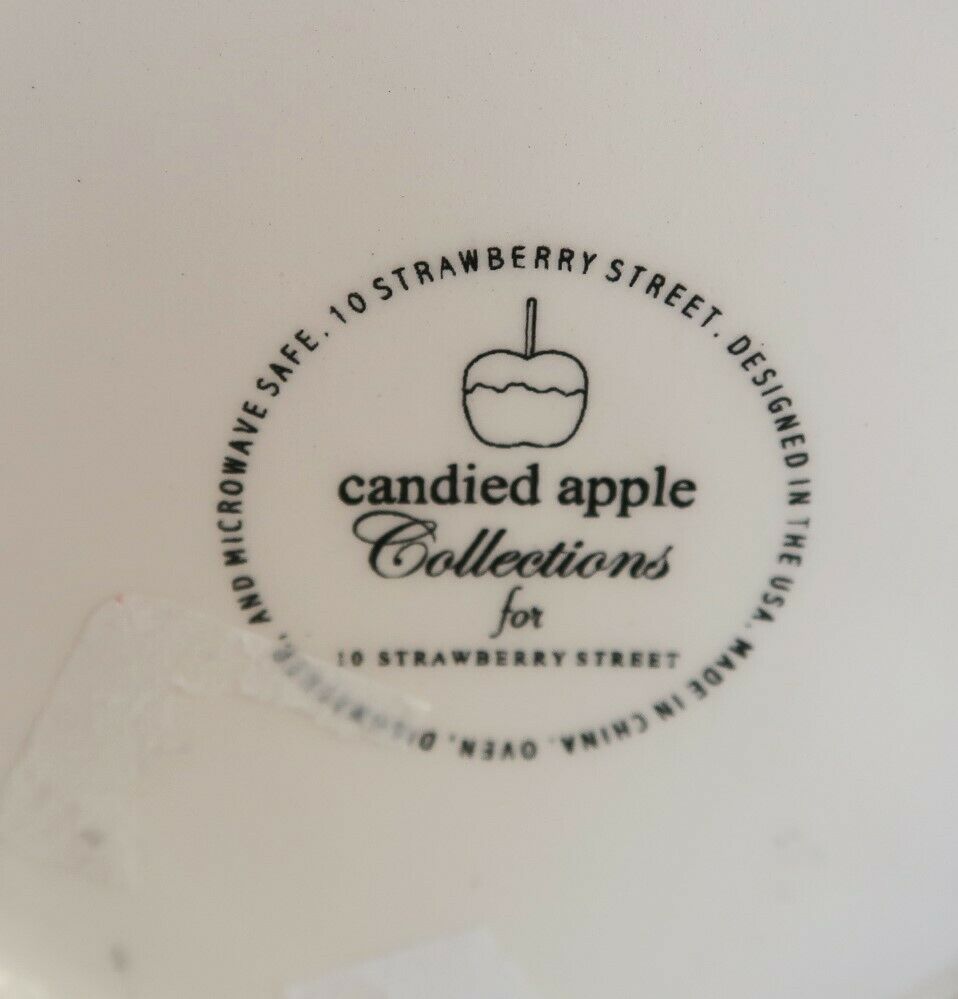 10 STRAWBERRY STREET. DESIGNED IN THE USA. MADE IN CHINA. OVEN, DISHWASHER, AND MICROWAVE SAFE.
candied apple
Collections
for
10 STRAWBERRY STREET